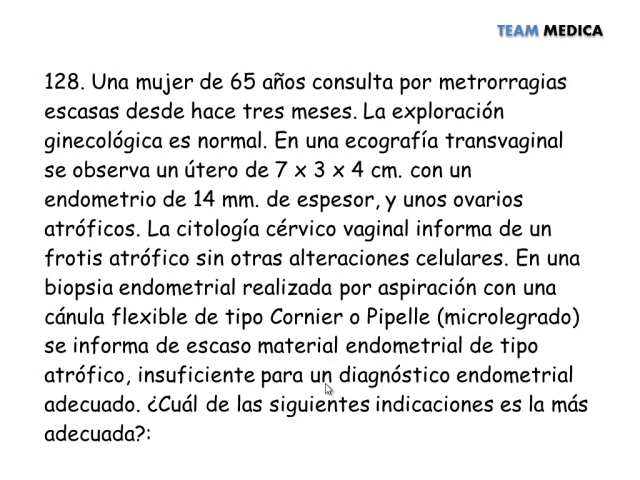 TEAM MEDICA
128. Una mujer de 65 años consulta por metrorragias
escasas desde hace tres meses. La exploración
ginecológica es normal. En una ecografía transvaginal
se observa un útero de 7 x 3 x 4 cm. con un
endometrio de 14 mm. de espesor, y unos ovarios
atróficos. La citología cérvico vaginal informa de un
frotis atrófico sin otras alteraciones celulares. En una
biopsia endometrial realizada por aspiración con una
cánula flexible de tipo Cornier o Pipelle (microlegrado)
se informa de escaso material endometrial de tipo
atrófico, insuficiente para un diagnóstico endometrial
adecuado. ¿Cuál de las siguientes indicaciones es la más
adecuada?: